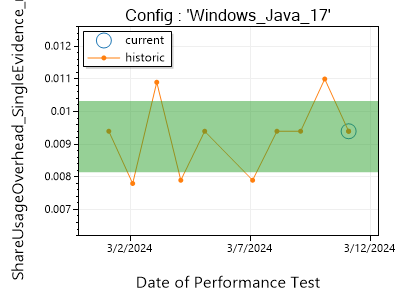 Config : 'Windows_Java_17'
current
historic
0.012
0.011
0.01
0.009
0.008
0.007
3/2/2024
3/7/2024
3/12/2024
Date of Performance Test
ShareUsageOverhead_SingleEvidence_